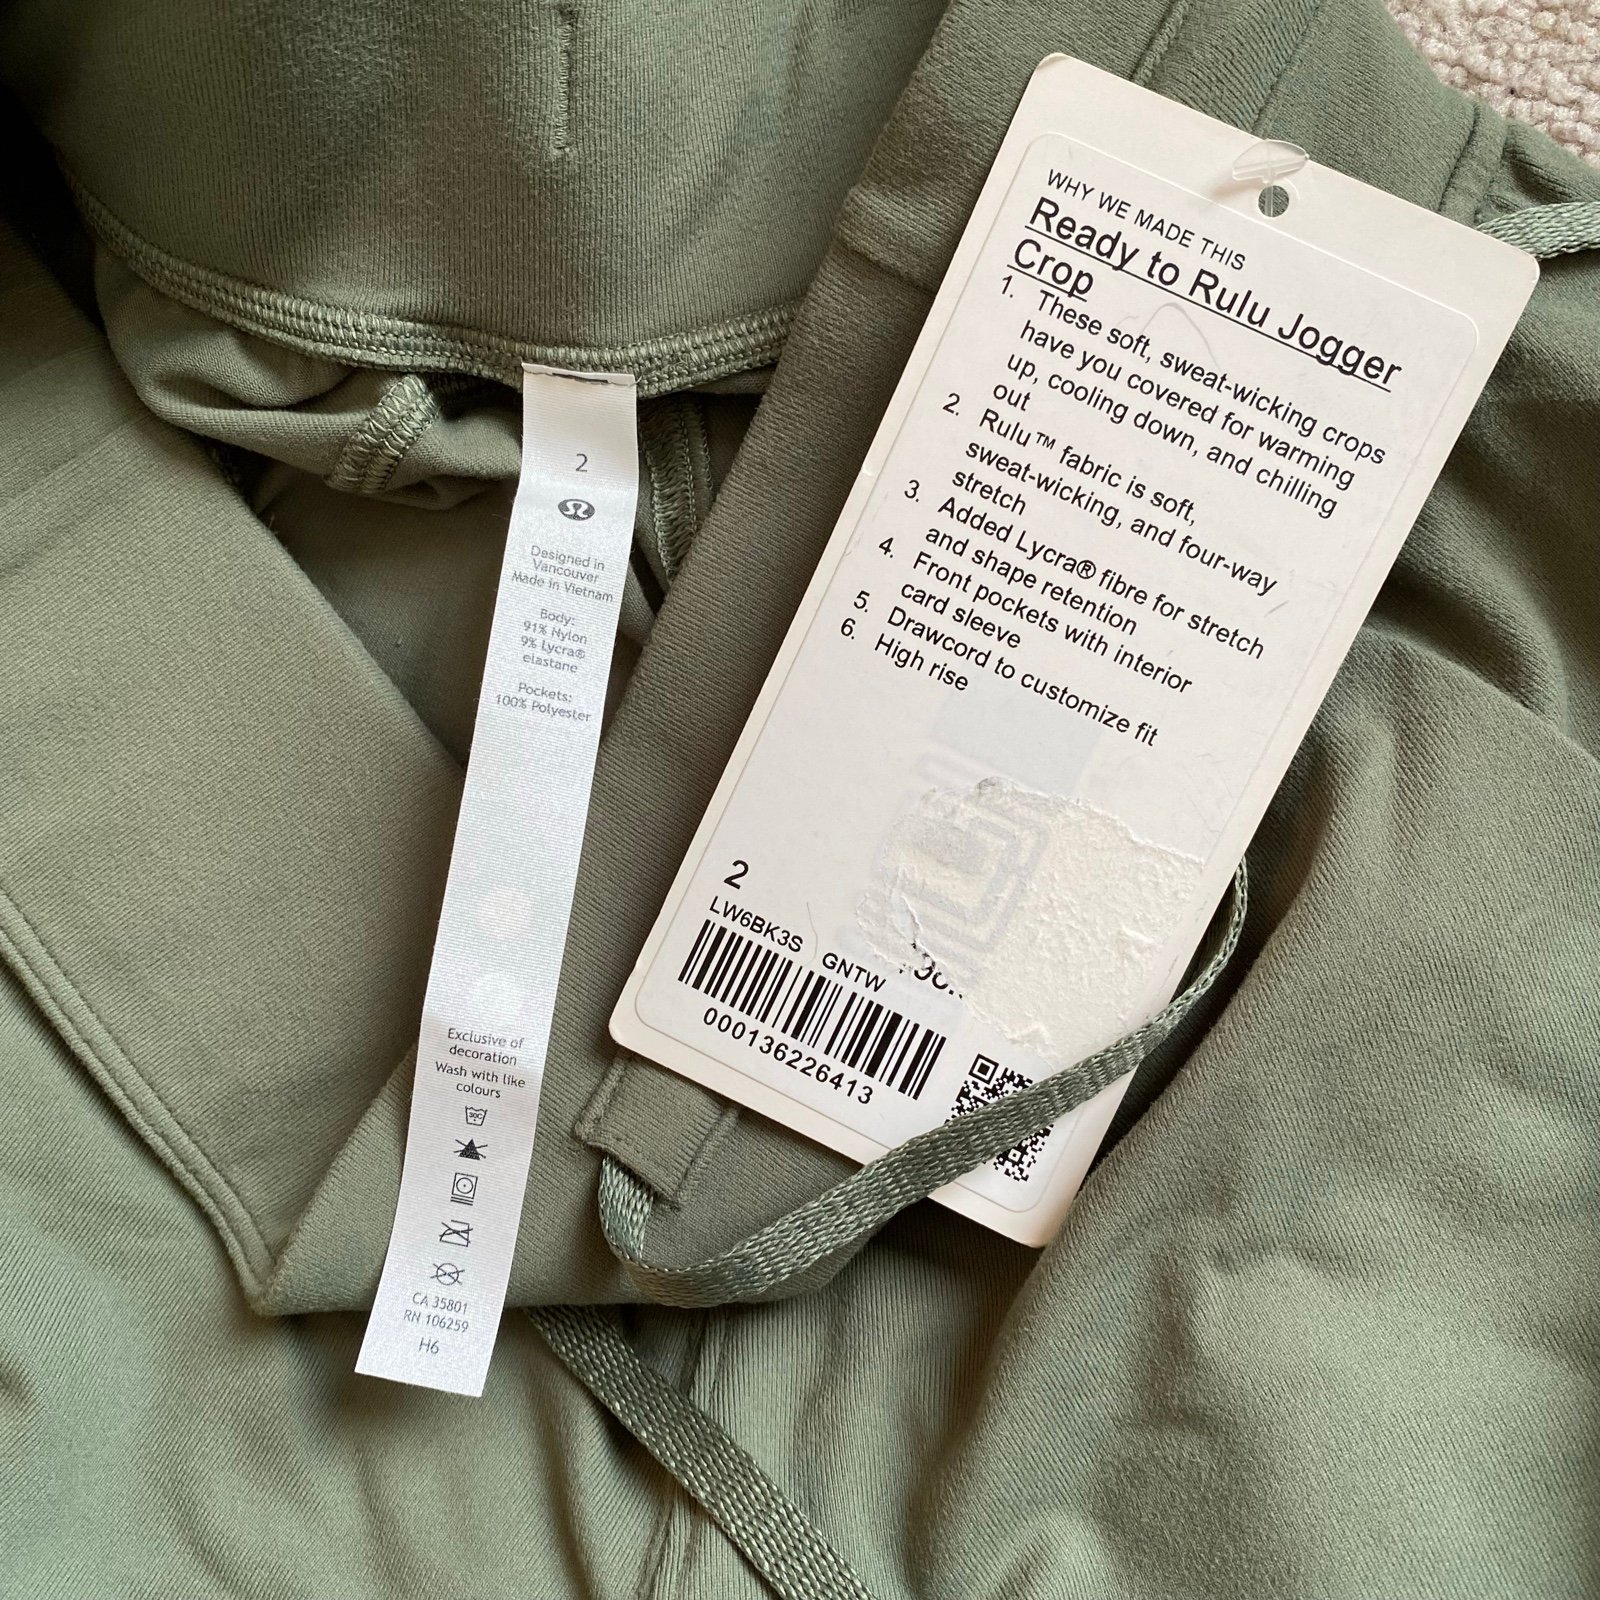 2
Designed in
Vancouver
Made in Vietnam
Body:
91% Nylon
9% Lycra®
elastane
Pockets:
100% Polyester
Exclusive of
decoration
Wash with like
colours
30C
CA 35801
RN 106259
H6
WHY WE MADE THIS
Ready to Rulu Jogger
Crop
1. These soft, sweat-wicking crops
have you covered for warming
up, cooling down, and chilling
out
2. Rulu™ fabric is soft,
sweat-wicking, and four-way
stretch
3. Added Lycra® fibre for stretch
and shape retention
4. Front pockets with interior
card sleeve
5. Drawcord to customize fit
6. High rise
2
LW6BK3S GNTW
000136226413